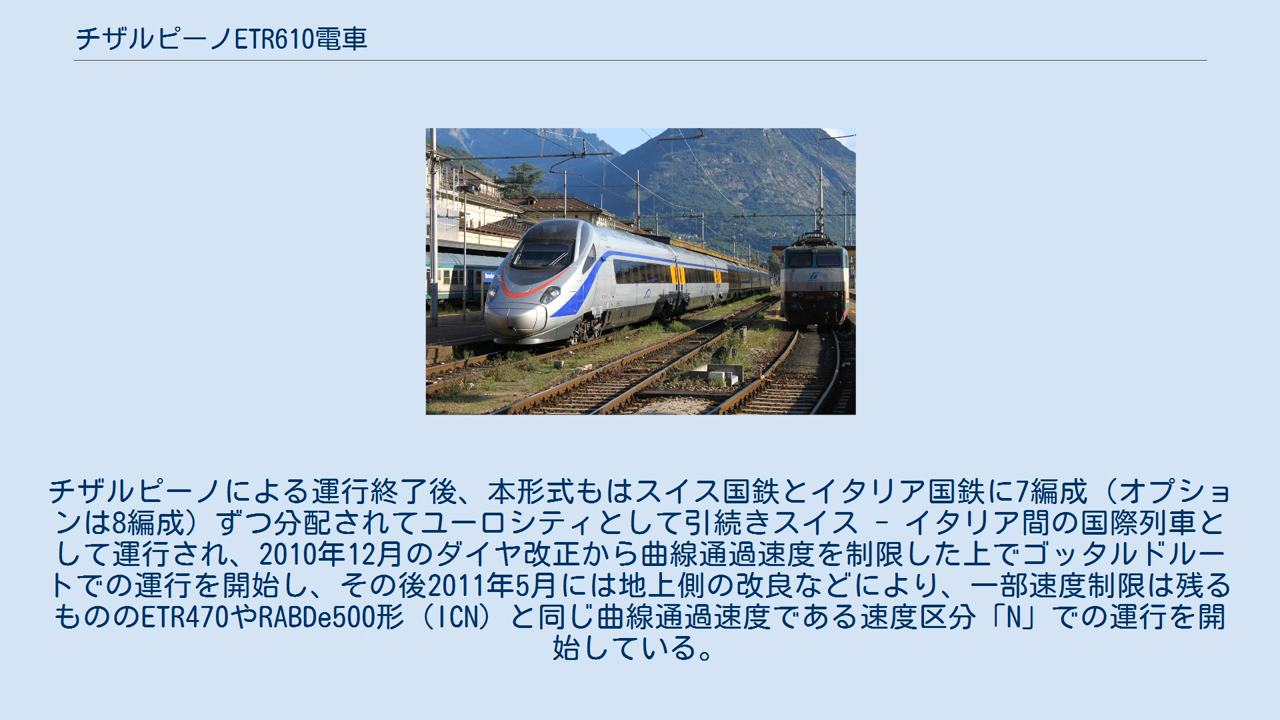 チザルピーノETR610電車
チザルピーノによる運行終了後、本形式もはスイス国鉄とイタリア国鉄に7編成（オプショ
ンは8編成）ずつ分配されてユーロシティとして引続きスイス - イタリア間の国際列車と
して運行され、2010年12月のダイヤ改正から曲線通過速度を制限した上でゴッタルドルー
トでの運行を開始し、その後2011年5月には地上側の改良などにより、一部速度制限は残る
もののETR470やRABDe500形（ICN）と同じ曲線通過速度である速度区分「N」での運行を開
始している。